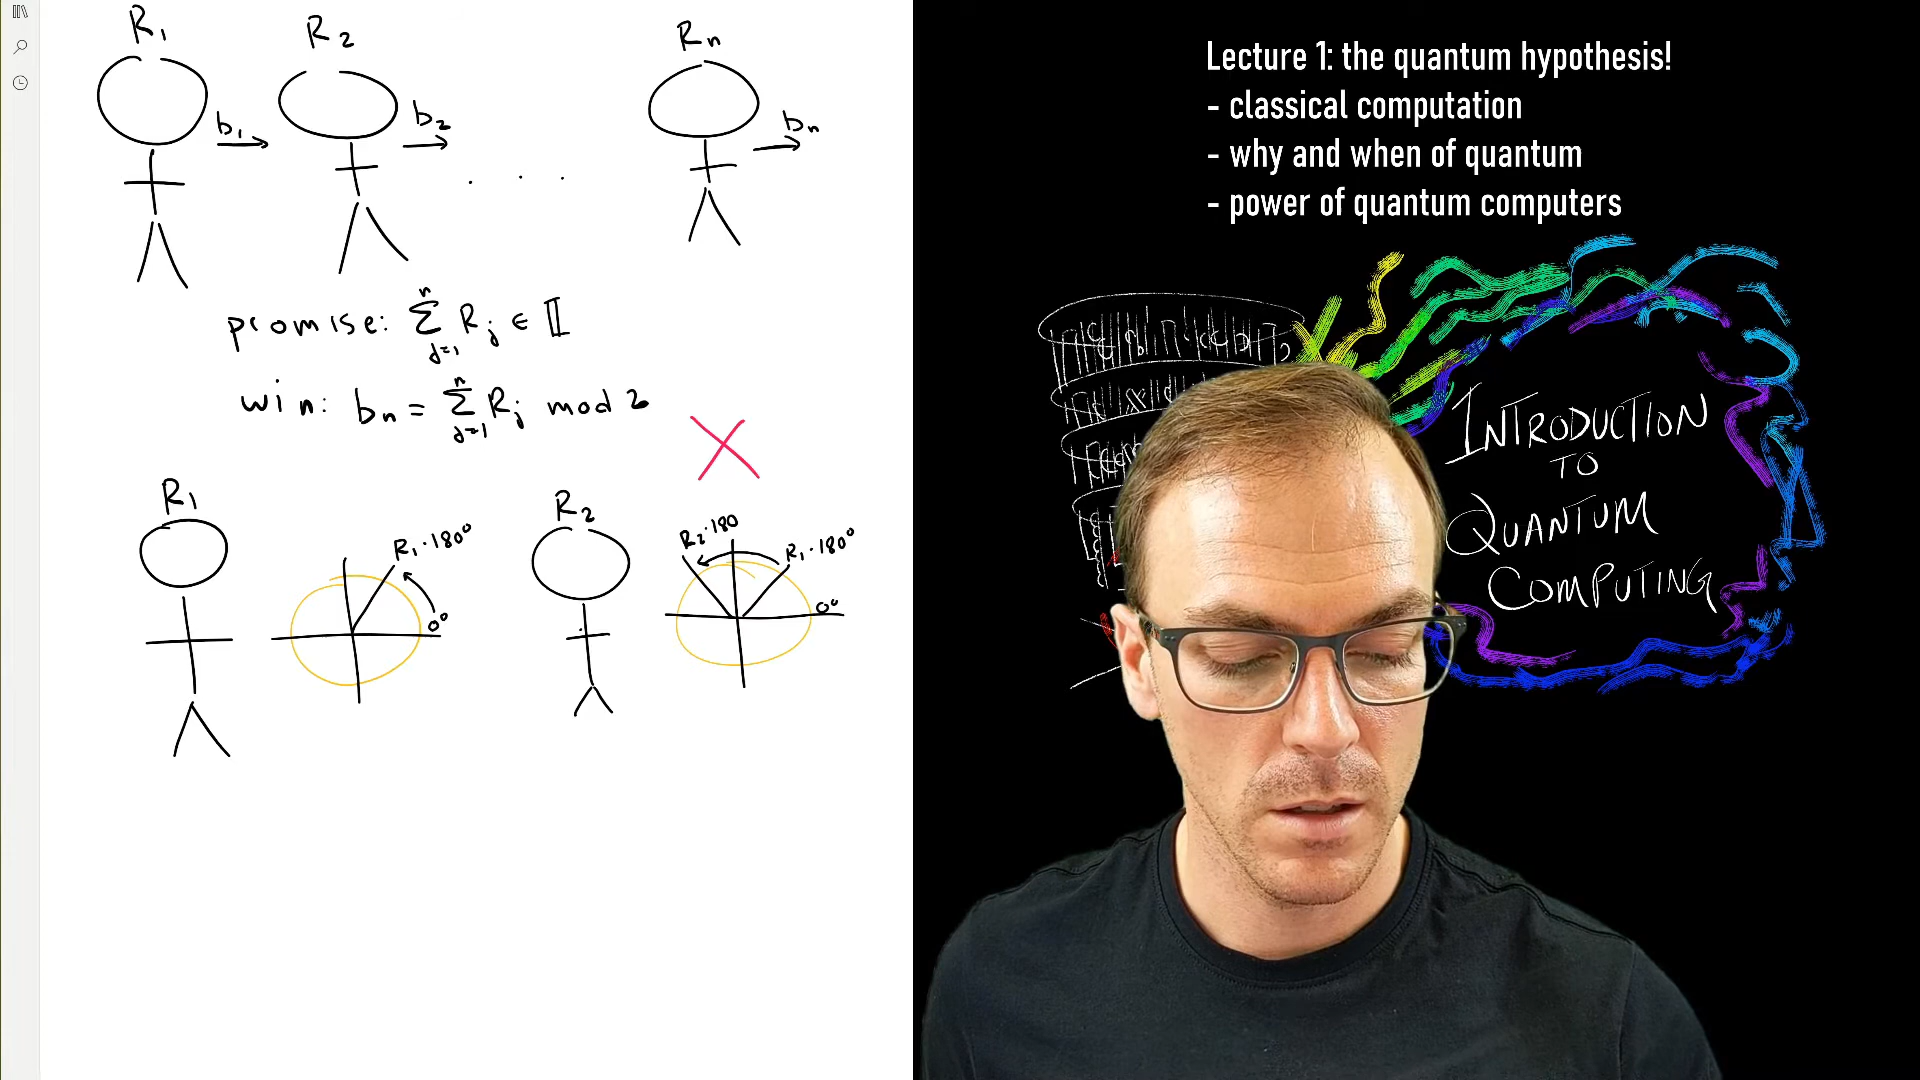 R₁ R₂ Rₙ
b₁ b₂ bₙ
. . .
promise: ∑ⁿⱼ₌₁ Rⱼ ∈ ℤ
win: bₙ = ∑ⁿⱼ₌₁ Rⱼ mod 2
R₁
R₁·180°
0°
R₂
R₂·180
R₁·180°
0°
Lecture 1: the quantum hypothesis!
- classical computation
- why and when of quantum
- power of quantum computers
INTRODUCTION
TO
QUANTUM
COMPUTING